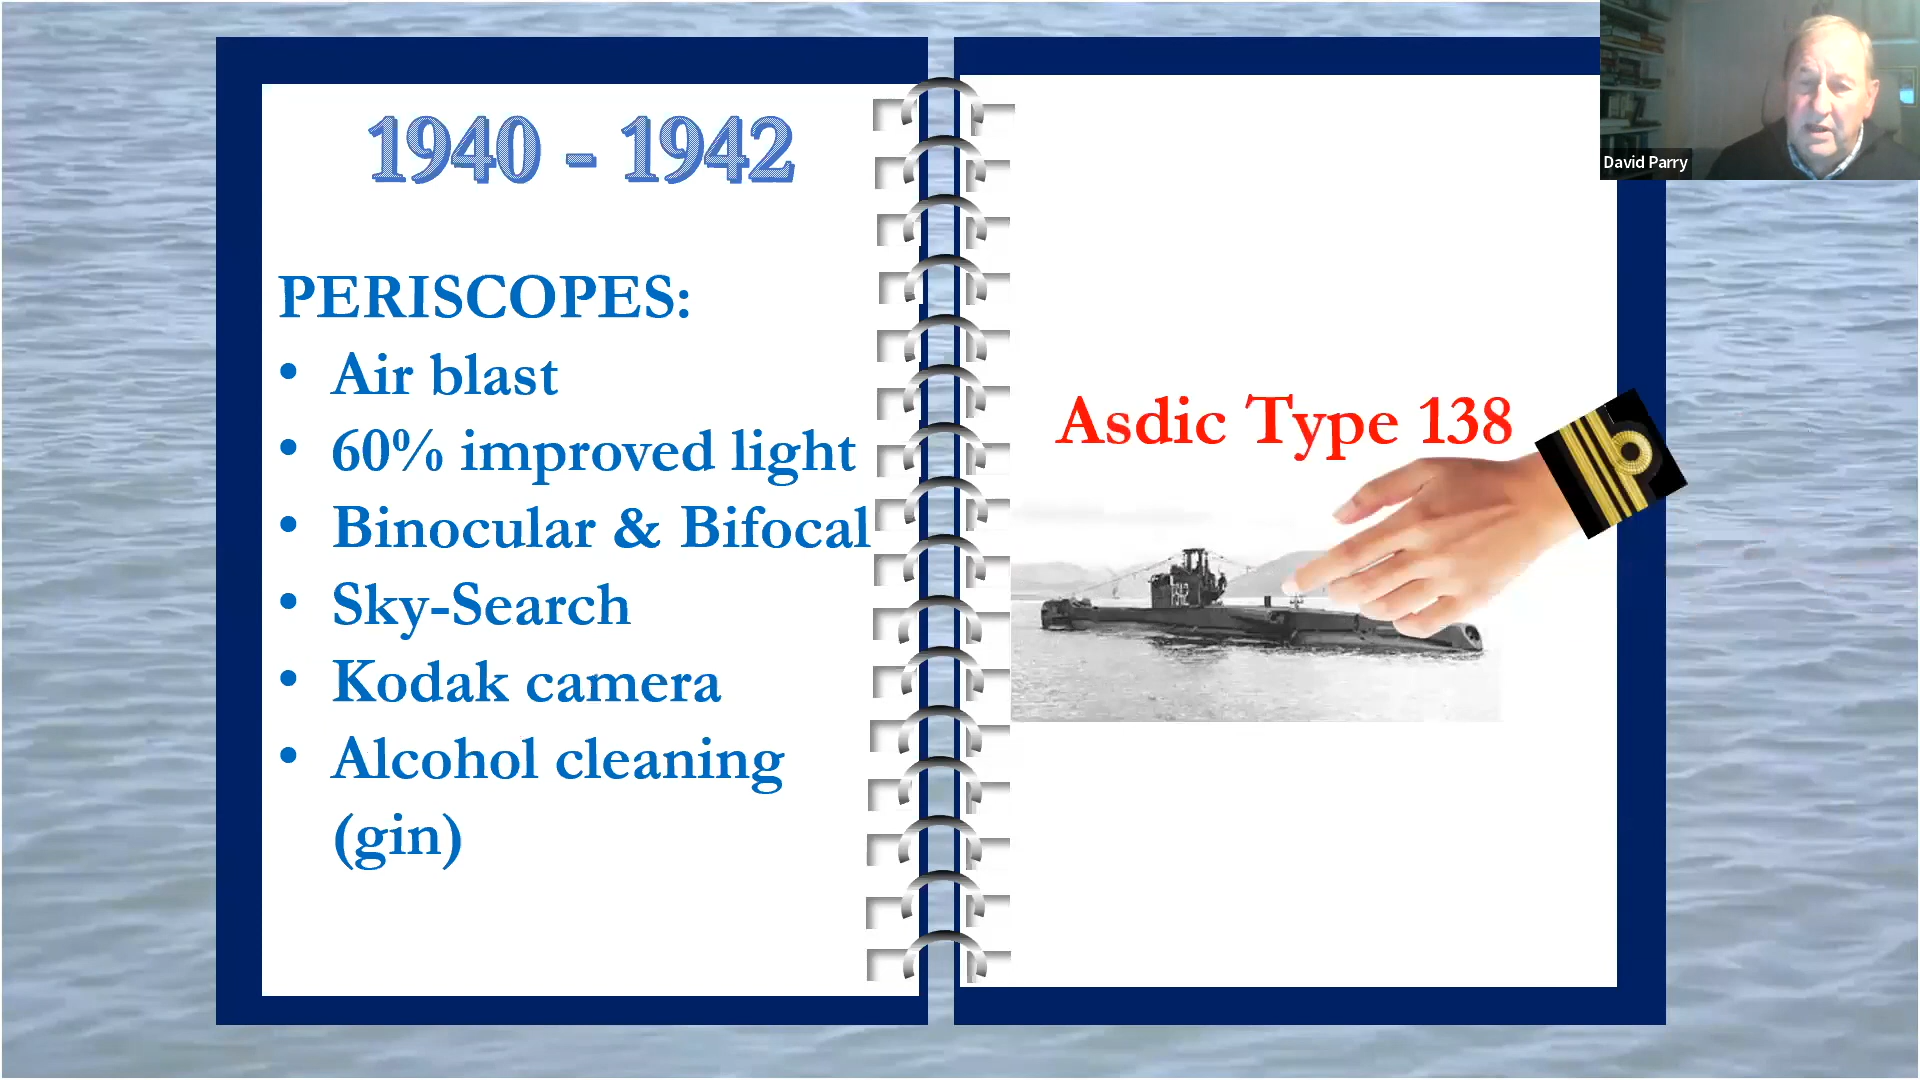 1940 - 1942
PERISCOPES:
• Air blast
• 60% improved light
• Binocular & Bifocal
• Sky-Search
• Kodak camera
• Alcohol cleaning
(gin)
Asdic Type 138
David Parry